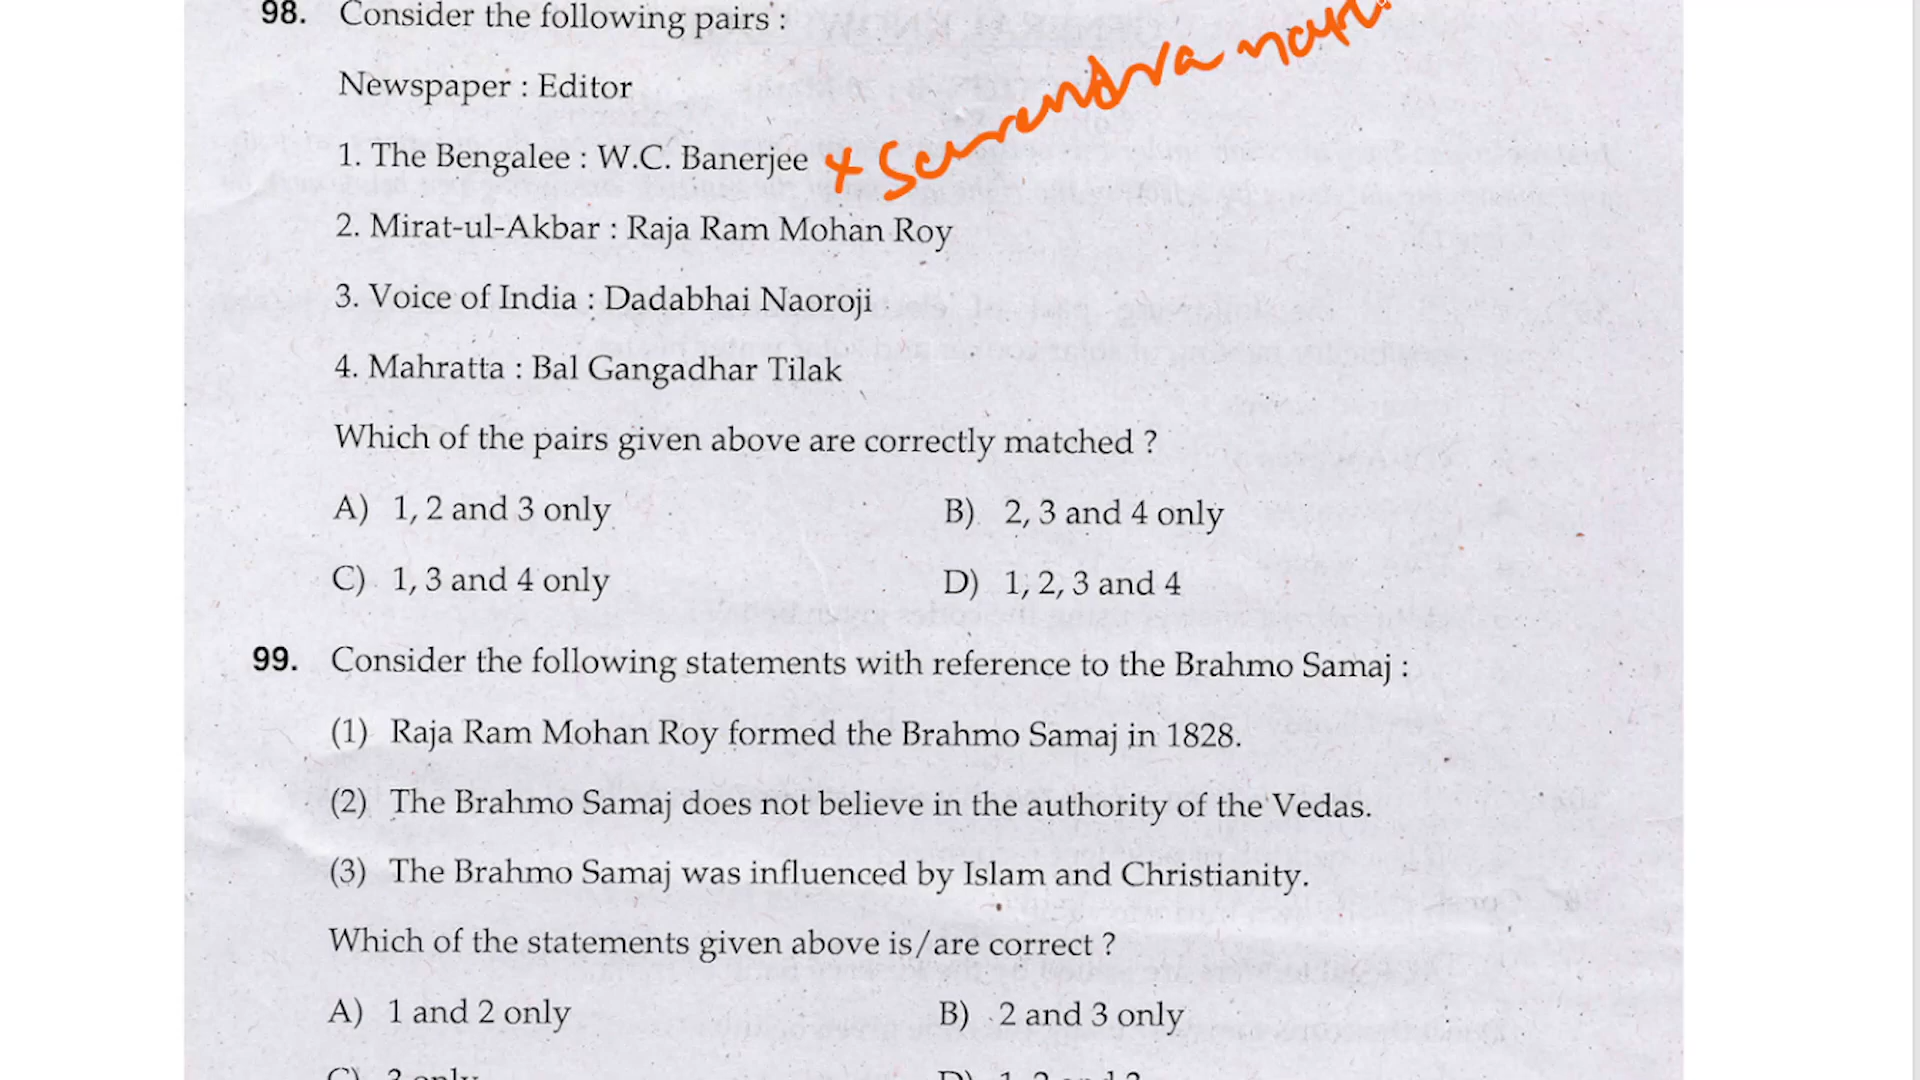 98. Consider the following pairs :
Newspaper : Editor
1. The Bengalee : W.C. Banerjee x Surendra
2. Mirat-ul-Akbar : Raja Ram Mohan Roy
3. Voice of India : Dadabhai Naoroji
4. Mahratta : Bal Gangadhar Tilak
Which of the pairs given above are correctly matched ?
A) 1, 2 and 3 only B) 2, 3 and 4 only
C) 1, 3 and 4 only D) 1, 2, 3 and 4
99. Consider the following statements with reference to the Brahmo Samaj :
(1) Raja Ram Mohan Roy formed the Brahmo Samaj in 1828.
(2) The Brahmo Samaj does not believe in the authority of the Vedas.
(3) The Brahmo Samaj was influenced by Islam and Christianity.
Which of the statements given above is/are correct ?
A) 1 and 2 only B) 2 and 3 only